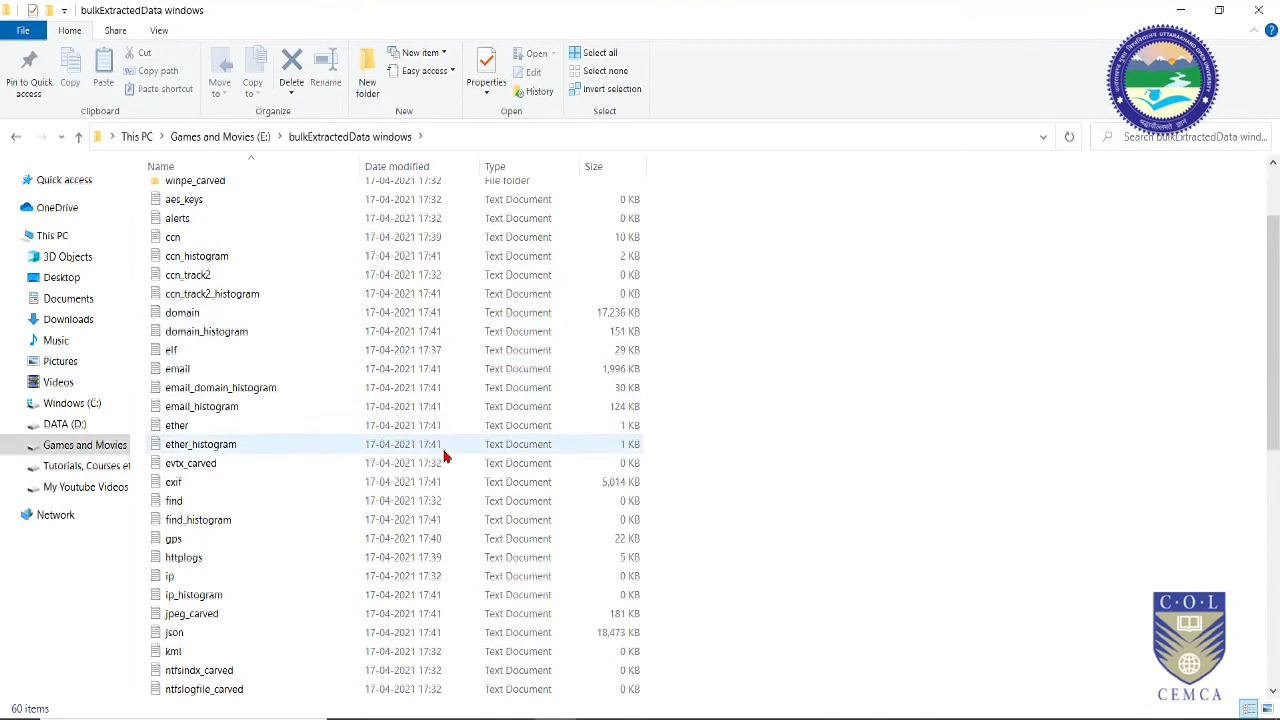 bulkExtractedData windows
File
Home
Share
View
Pin to Quick access
Copy
Paste
Cut
Copy path
Paste shortcut
Clipboard
Move to
Copy to
Delete
Rename
Organize
New folder
New item
Easy access
New
Properties
Open
Edit
History
Open
Select all
Select none
Invert selection
Select
This PC
Games and Movies (E:)
bulkExtractedData windows
Search bulkExtractedData wind...
Name Date modified Type Size
Quick access
OneDrive
This PC
3D Objects
Desktop
Documents
Downloads
Music
Pictures
Videos
Windows (C:)
DATA (D:)
Games and Movies
Tutorials, Courses et
My Youtube Videos
Network
winpe_carved 17-04-2021 17:32 File folder
aes_keys 17-04-2021 17:32 Text Document 0 KB
alerts 17-04-2021 17:32 Text Document 0 KB
ccn 17-04-2021 17:39 Text Document 10 KB
ccn_histogram 17-04-2021 17:41 Text Document 2 KB
ccn_track2 17-04-2021 17:32 Text Document 0 KB
ccn_track2_histogram 17-04-2021 17:41 Text Document 0 KB
domain 17-04-2021 17:41 Text Document 17,236 KB
domain_histogram 17-04-2021 17:41 Text Document 151 KB
elf 17-04-2021 17:37 Text Document 29 KB
email 17-04-2021 17:41 Text Document 1,996 KB
email_domain_histogram 17-04-2021 17:41 Text Document 30 KB
email_histogram 17-04-2021 17:41 Text Document 124 KB
ether 17-04-2021 17:41 Text Document 1 KB
ether_histogram 17-04-2021 17:41 Text Document 1 KB
evtx_carved 17-04-2021 17:32 Text Document 0 KB
exif 17-04-2021 17:41 Text Document 5,014 KB
find 17-04-2021 17:32 Text Document 0 KB
find_histogram 17-04-2021 17:41 Text Document 0 KB
gps 17-04-2021 17:40 Text Document 22 KB
httplogs 17-04-2021 17:39 Text Document 5 KB
ip 17-04-2021 17:32 Text Document 0 KB
ip_histogram 17-04-2021 17:41 Text Document 0 KB
jpeg_carved 17-04-2021 17:41 Text Document 181 KB
json 17-04-2021 17:41 Text Document 18,473 KB
kml 17-04-2021 17:32 Text Document 0 KB
ntfsindx_carved 17-04-2021 17:32 Text Document 0 KB
ntfslogfile_carved 17-04-2021 17:32 Text Document 0 KB
60 items
C·O·L
CEMCA